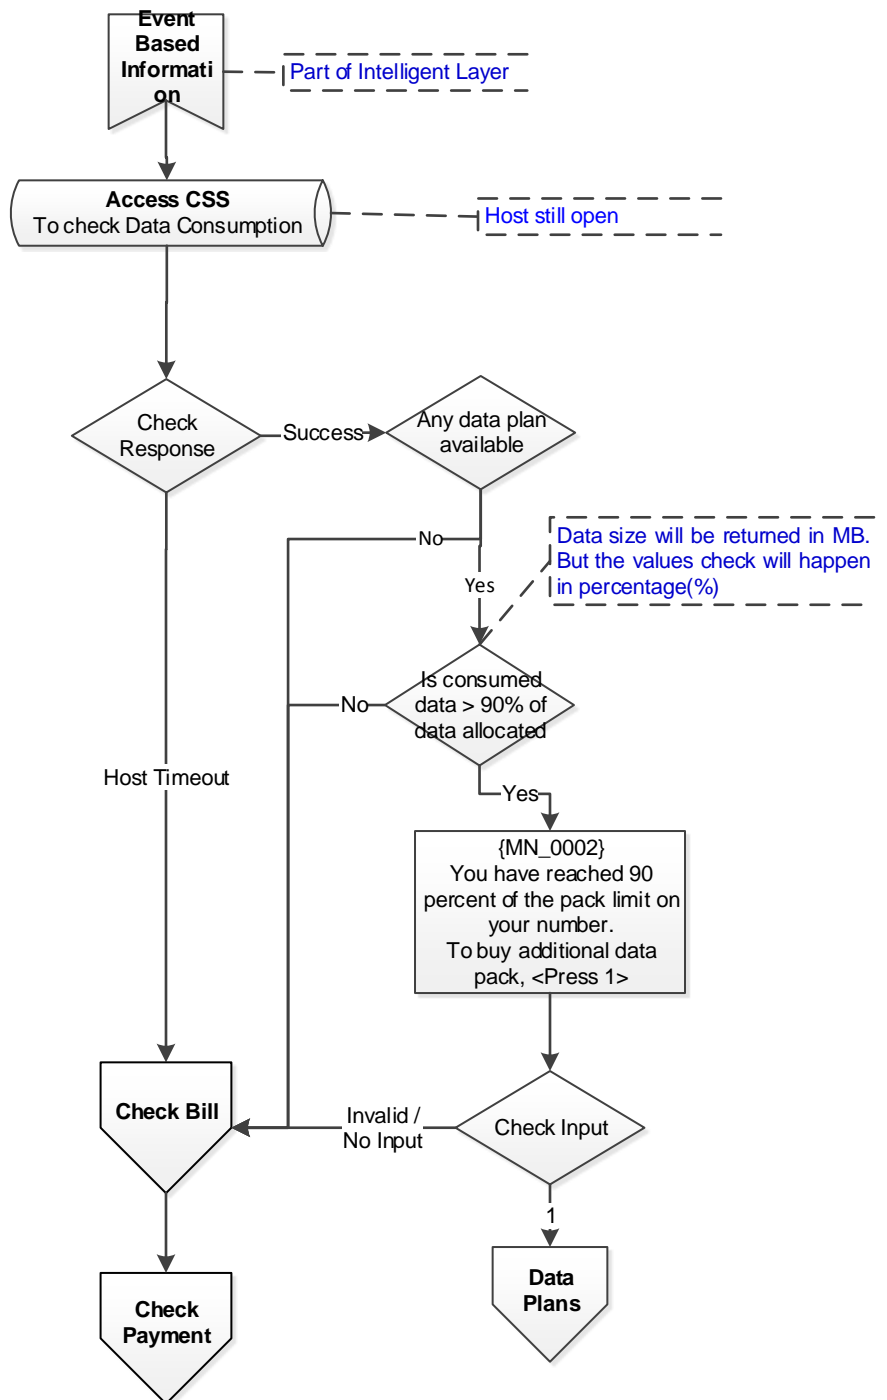 Event
Based
Informati
on
Part of Intelligent Layer
Access CSS
To check Data Consumption
Host still open
Check
Response
Success
Any data plan
available
No
Data size will be returned in MB.
But the values check will happen
in percentage(%)
Yes
Is consumed
data > 90% of
data allocated
No
Host Timeout
Yes
{MN_0002}
You have reached 90
percent of the pack limit on
your number.
To buy additional data
pack, <Press 1>
Check Bill
Invalid /
No Input
Check Input
1
Data
Plans
Check
Payment